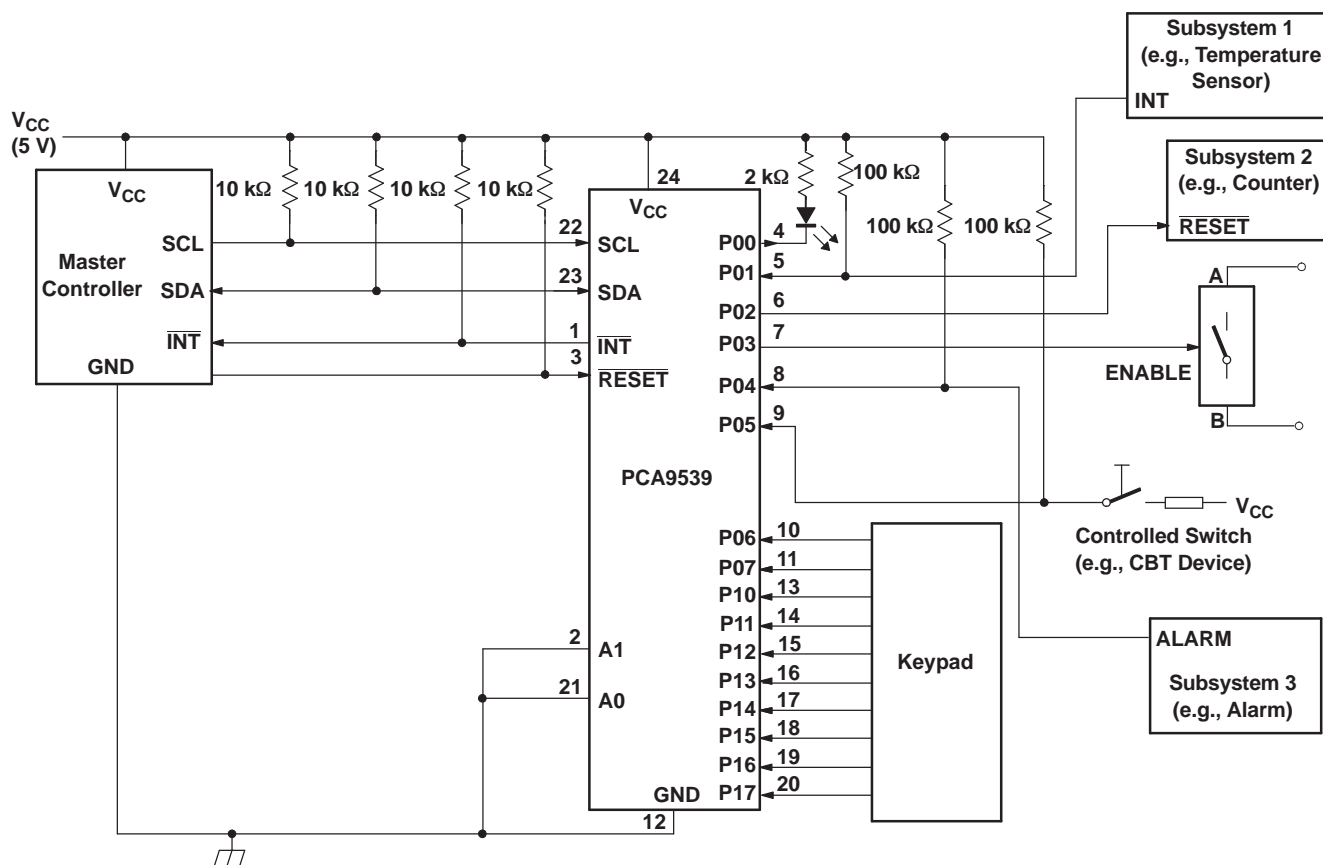 Subsystem 1
(e.g., Temperature
Sensor)
INT
VCC
(5 V)
Subsystem 2
(e.g., Counter)
RESET
VCC
10 kΩ
10 kΩ
10 kΩ
10 kΩ
24
VCC
2 kΩ
100 kΩ
100 kΩ
100 kΩ
Master
Controller
SCL
SDA
INT
GND
22
SCL
23
SDA
1
INT
3
RESET
P00
4
P01
5
P02
6
P03
7
P04
8
P05
9
A
ENABLE
B
PCA9539
VCC
Controlled Switch
(e.g., CBT Device)
P06
10
P07
11
P10
13
P11
14
P12
15
P13
16
P14
17
P15
18
P16
19
P17
20
Keypad
ALARM
Subsystem 3
(e.g., Alarm)
2
A1
21
A0
GND
12